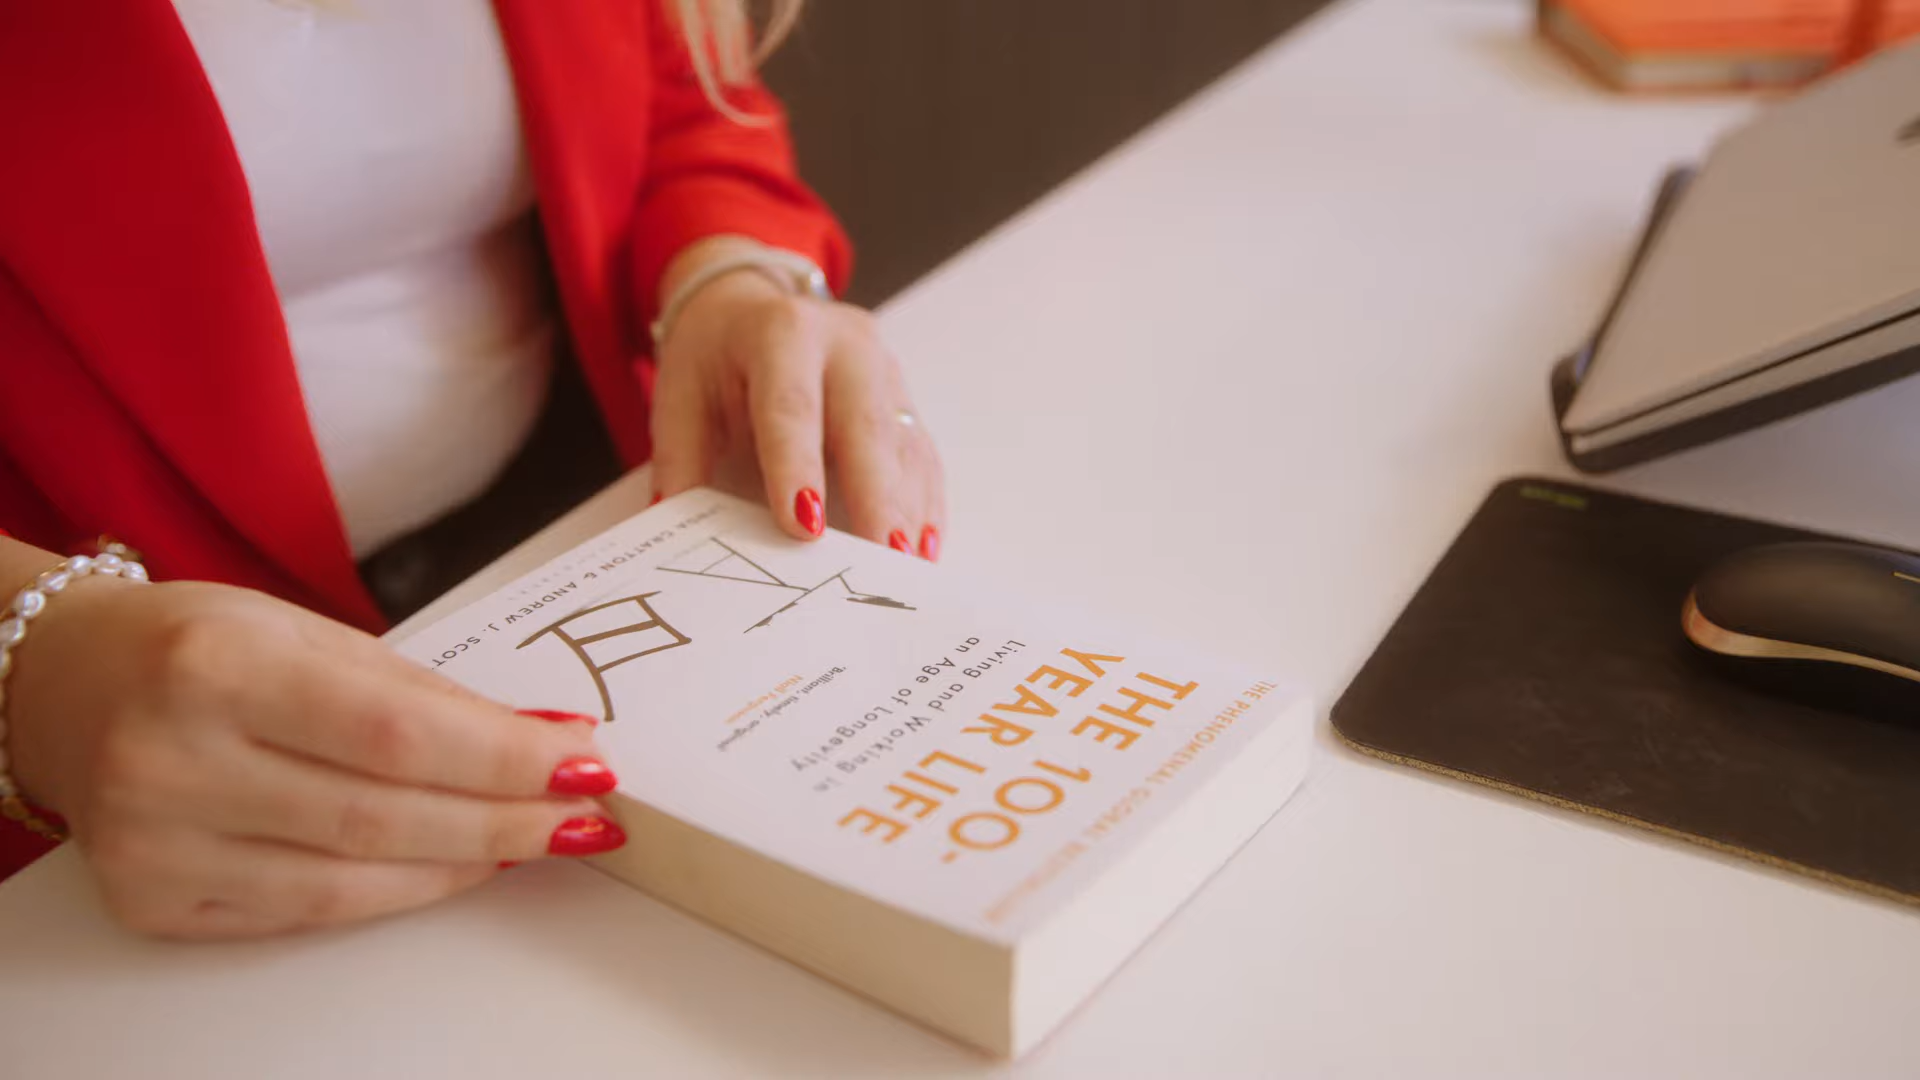 THE PHENOMENAL GLOBAL BESTSELLER
THE 100-
YEAR LIFE
Living and Working in
an Age of Longevity
'Brilliant, timely, original'
Niall Ferguson
LYNDA GRATTON & ANDREW J. SCOTT